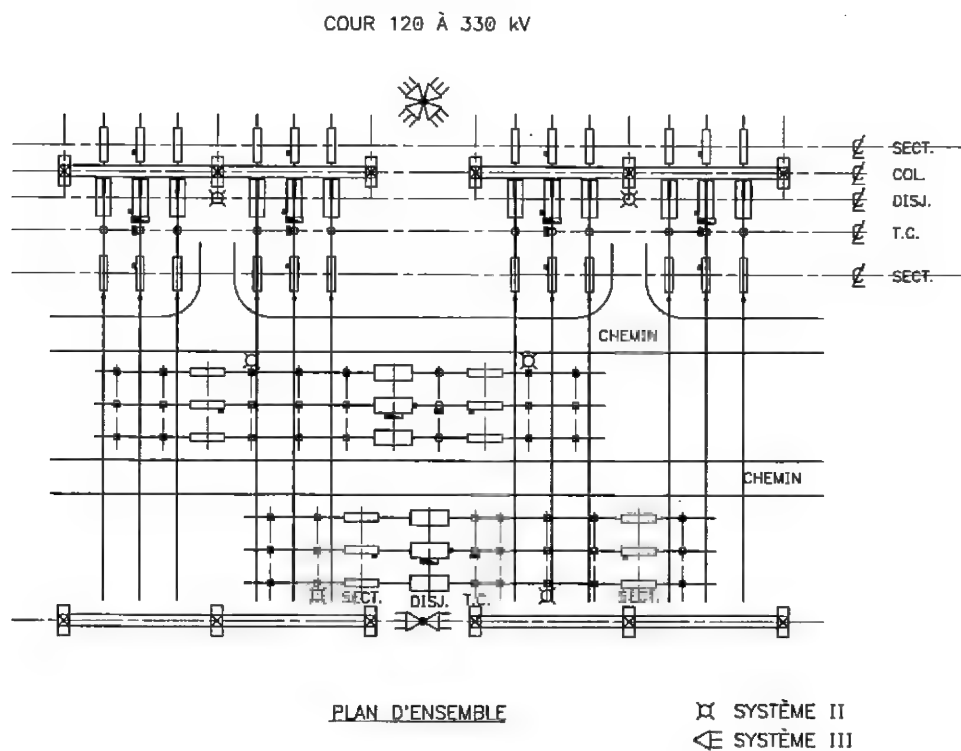 COUR 120 À 330 kV
SECT.
COL.
DISJ.
T.C.
SECT.
CHEMIN
CHEMIN
SECT. DISJ. T.C. SECT.
PLAN D'ENSEMBLE
SYSTÈME II
SYSTÈME III